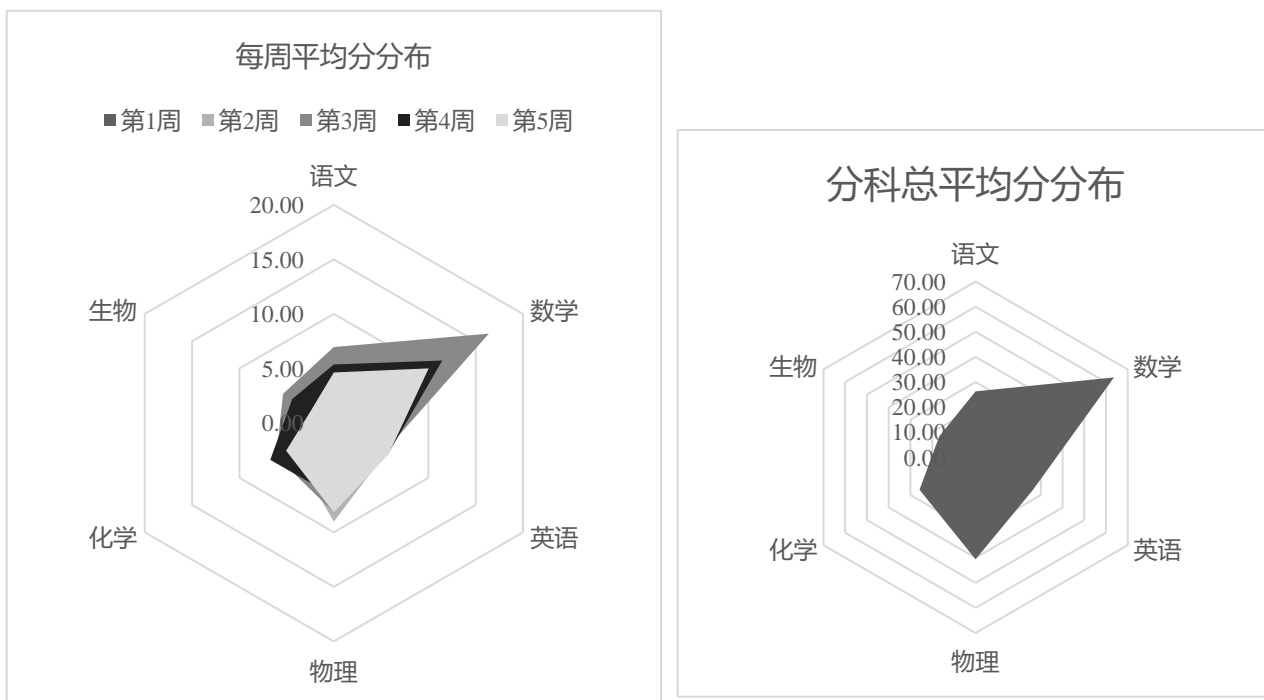 每周平均分分布
第1周 第2周 第3周 第4周 第5周
语文
20.00
15.00
10.00
5.00
0.00
数学
英语
物理
化学
生物
分科总平均分分布
语文
70.00
60.00
50.00
40.00
30.00
20.00
10.00
0.00
数学
英语
物理
化学
生物